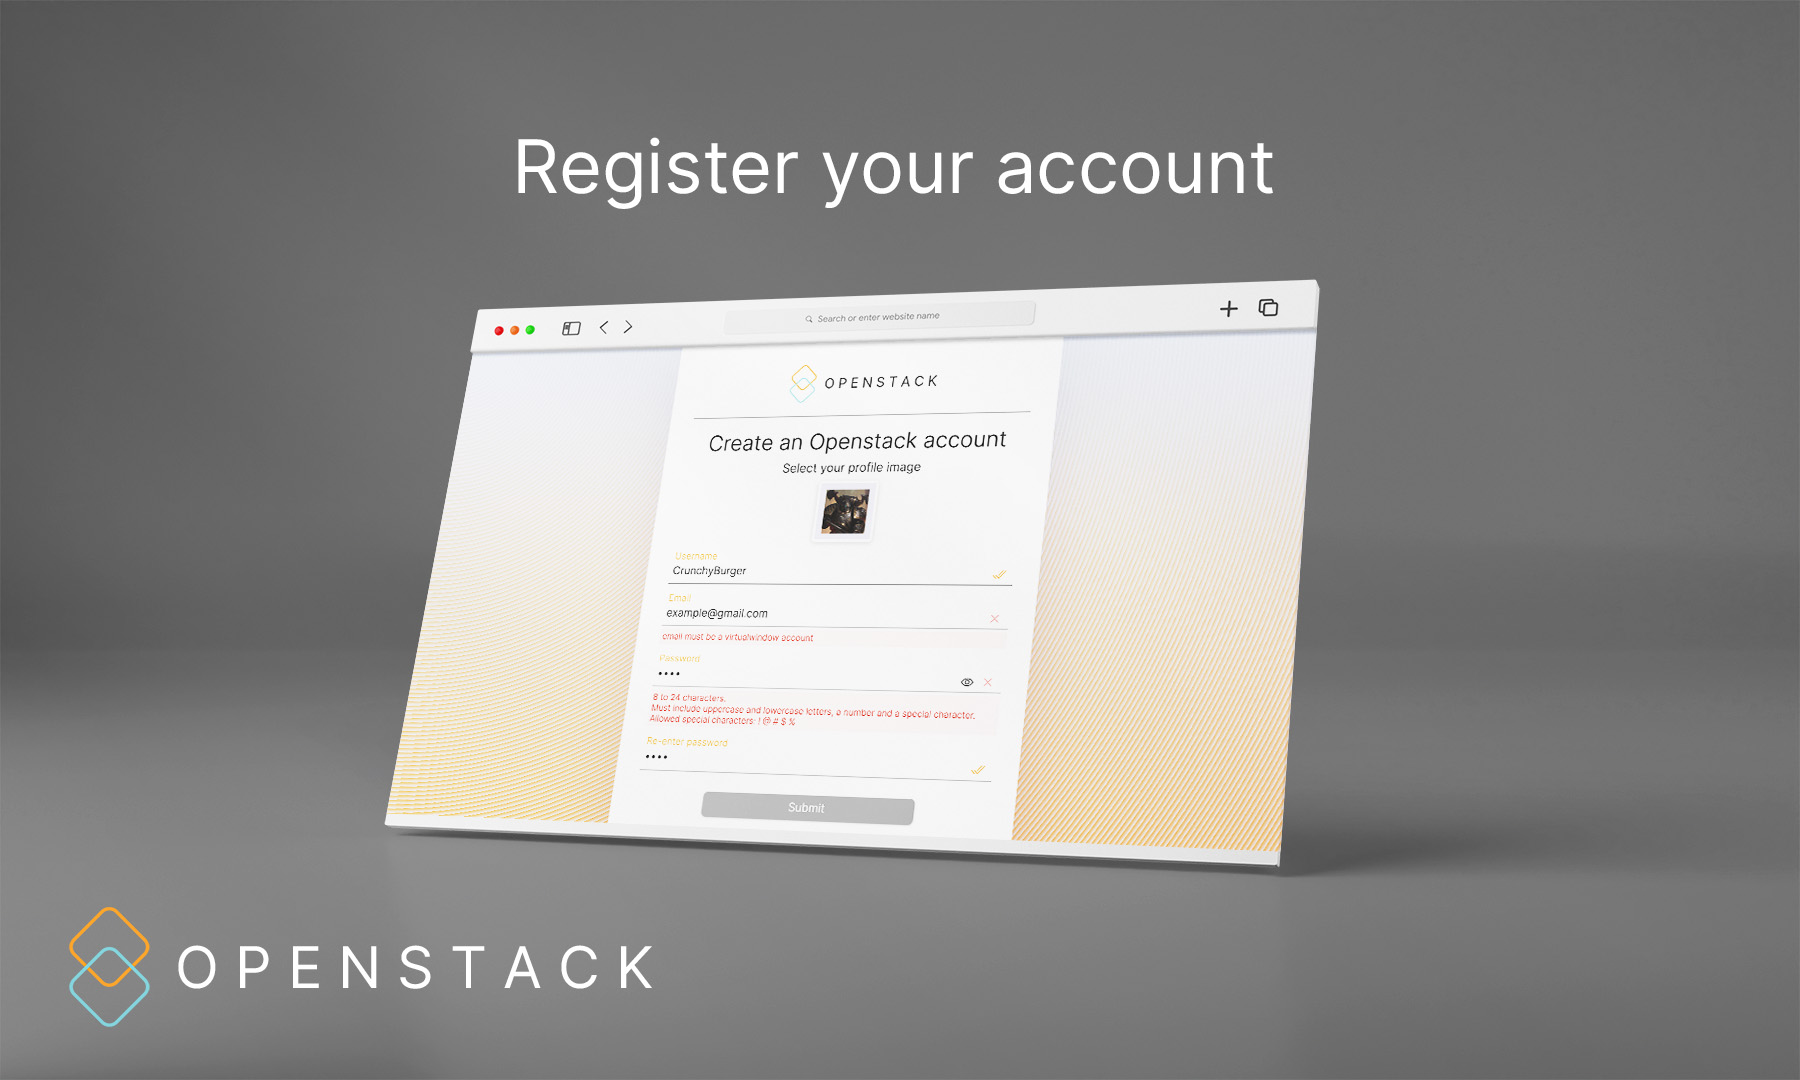 Register your account
Search or enter website name
OPENSTACK
Create an Openstack account
Select your profile image
Username
CrunchyBurger
Email
example@gmail.com
email must be a virtualwindow account
Password
••••
8 to 24 characters.
Must include uppercase and lowercase letters, a number and a special character.
Allowed special characters: ! @ # $ %
Re-enter password
••••
Submit
OPENSTACK